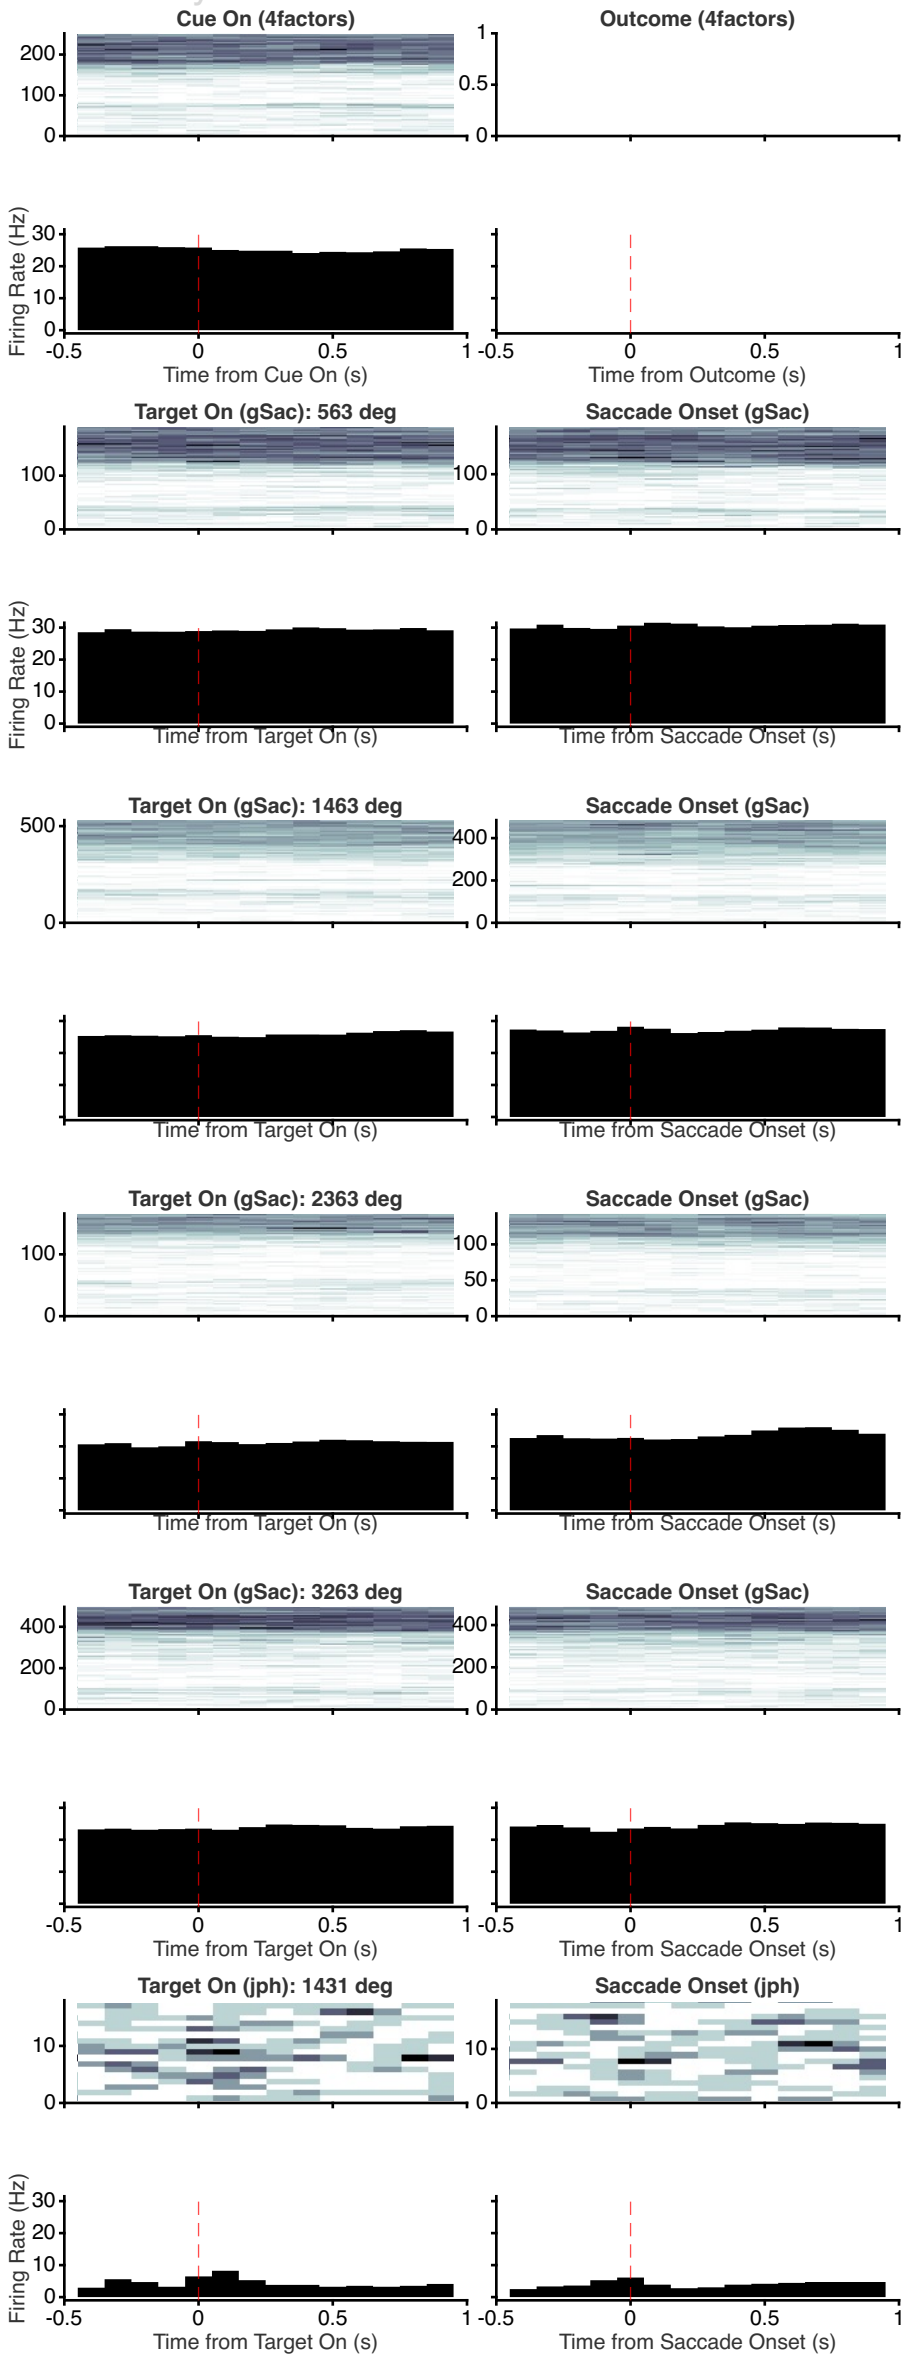 Cue On (4factors)
Outcome (4factors)
200
100
0
1
0.5
0
Firing Rate (Hz)
30
20
10
0
-0.5 0 0.5 1
Time from Cue On (s)
-0.5 0 0.5 1
Time from Outcome (s)
Target On (gSac): 563 deg
Saccade Onset (gSac)
100
0
100
0
Firing Rate (Hz)
30
20
10
0
Time from Target On (s)
Time from Saccade Onset (s)
Target On (gSac): 1463 deg
Saccade Onset (gSac)
500
0
400
200
0
Time from Target On (s)
Time from Saccade Onset (s)
Target On (gSac): 2363 deg
Saccade Onset (gSac)
100
0
100
50
0
Time from Target On (s)
Time from Saccade Onset (s)
Target On (gSac): 3263 deg
Saccade Onset (gSac)
400
200
0
400
200
0
-0.5 0 0.5 1
Time from Target On (s)
-0.5 0 0.5 1
Time from Saccade Onset (s)
Target On (jph): 1431 deg
Saccade Onset (jph)
10
0
10
0
Firing Rate (Hz)
30
20
10
0
-0.5 0 0.5 1
Time from Target On (s)
-0.5 0 0.5 1
Time from Saccade Onset (s)